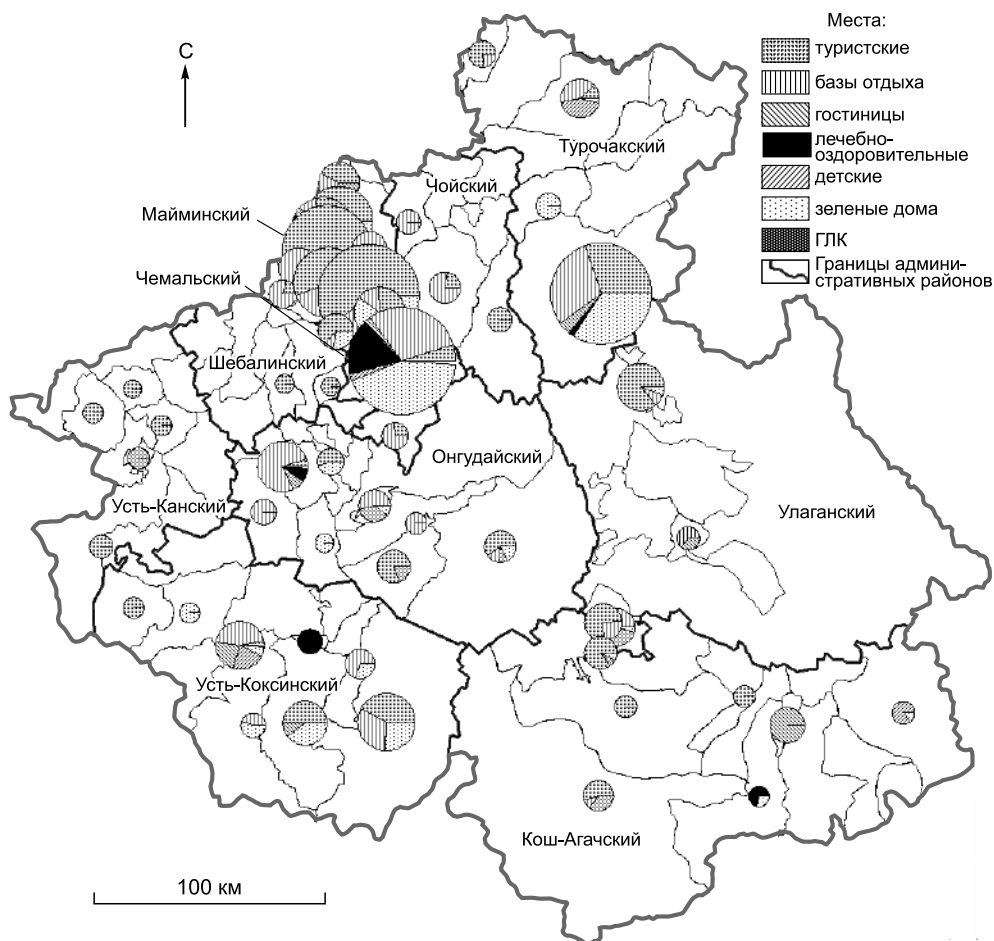 Места:
туристские
базы отдыха
гостиницы
лечебно-
оздоровительные
детские
зеленые дома
ГЛК
Границы админи-
стративных районов
С
Турочакский
Чойский
Майминский
Чемальский
Шебалинский
Онгудайский
Усть-Канский
Улаганский
Усть-Коксинский
Кош-Агачский
100 км